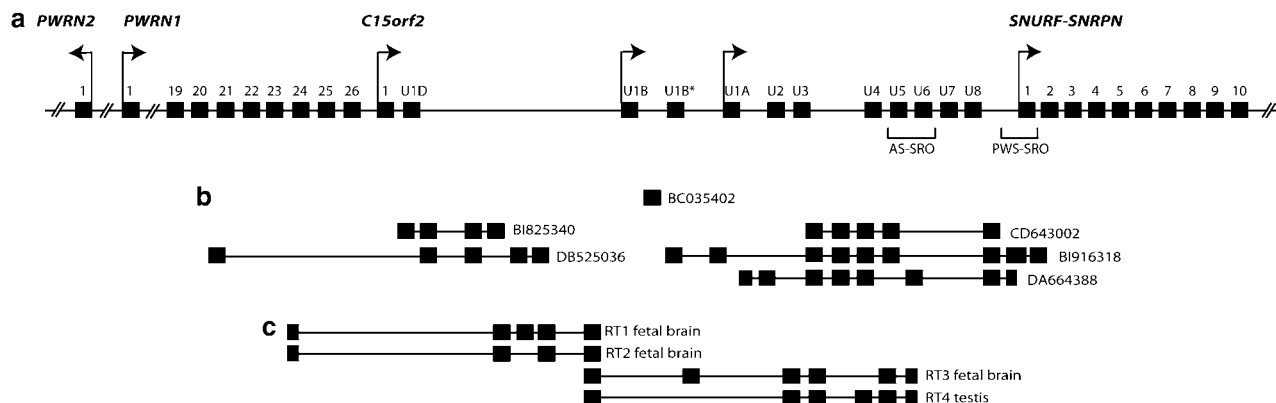 a
PWRN2 PWRN1 C15orf2 SNURF-SNRPN
1 1 19 20 21 22 23 24 25 26 1 U1D U1B U1B* U1A U2 U3 U4 U5 U6 U7 U8 1 2 3 4 5 6 7 8 9 10
AS-SRO PWS-SRO
b
BC035402
BI825340 CD643002
DB525036 BI916318
DA664388
c
RT1 fetal brain
RT2 fetal brain
RT3 fetal brain
RT4 testis